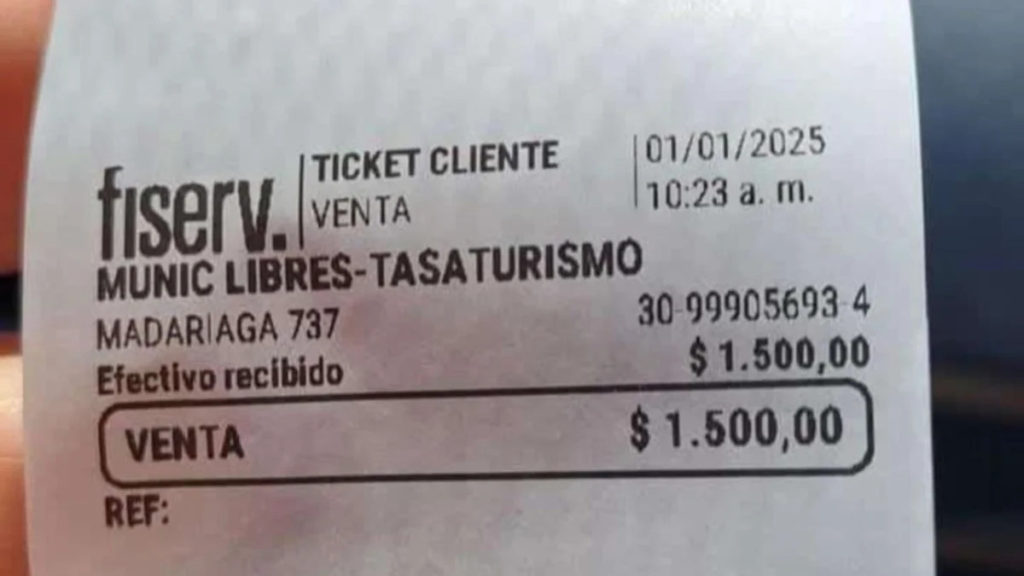 fiserv.
TICKET CLIENTE
VENTA
01/01/2025
10:23 a. m.
MUNIC LIBRES-TASATURISMO
MADARIAGA 737 30-99905693-4
Efectivo recibido $ 1.500,00
VENTA $ 1.500,00
REF: